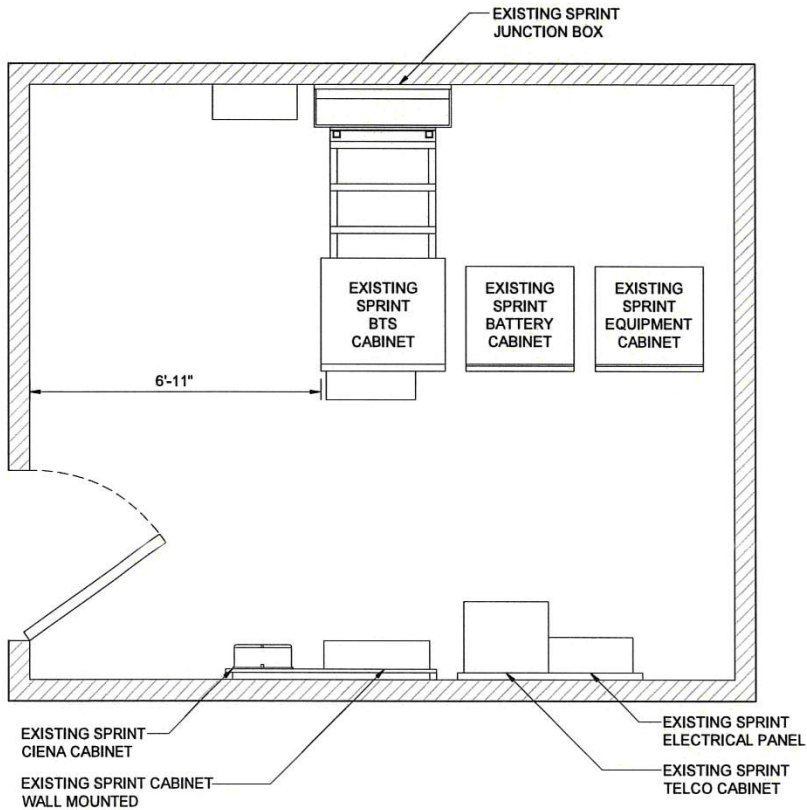 EXISTING SPRINT
JUNCTION BOX
EXISTING
SPRINT
BTS
CABINET
EXISTING
SPRINT
BATTERY
CABINET
EXISTING
SPRINT
EQUIPMENT
CABINET
6'-11"
EXISTING SPRINT
CIENA CABINET
EXISTING SPRINT CABINET
WALL MOUNTED
EXISTING SPRINT
ELECTRICAL PANEL
EXISTING SPRINT
TELCO CABINET